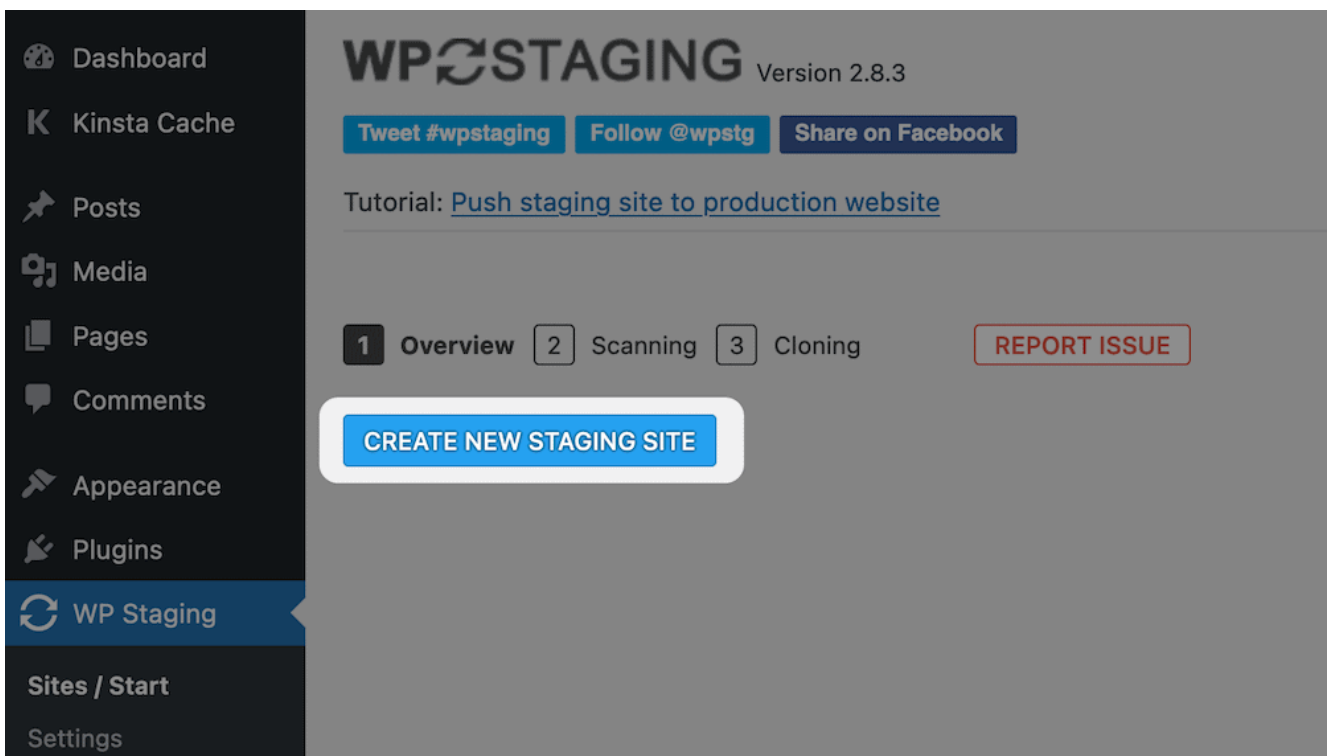 Dashboard
Kinsta Cache
Posts
Media
Pages
Comments
Appearance
Plugins
WP Staging
Sites / Start
Settings
WP STAGING Version 2.8.3
Tweet #wpstaging Follow @wpstg Share on Facebook
Tutorial: Push staging site to production website
1 Overview 2 Scanning 3 Cloning REPORT ISSUE
CREATE NEW STAGING SITE